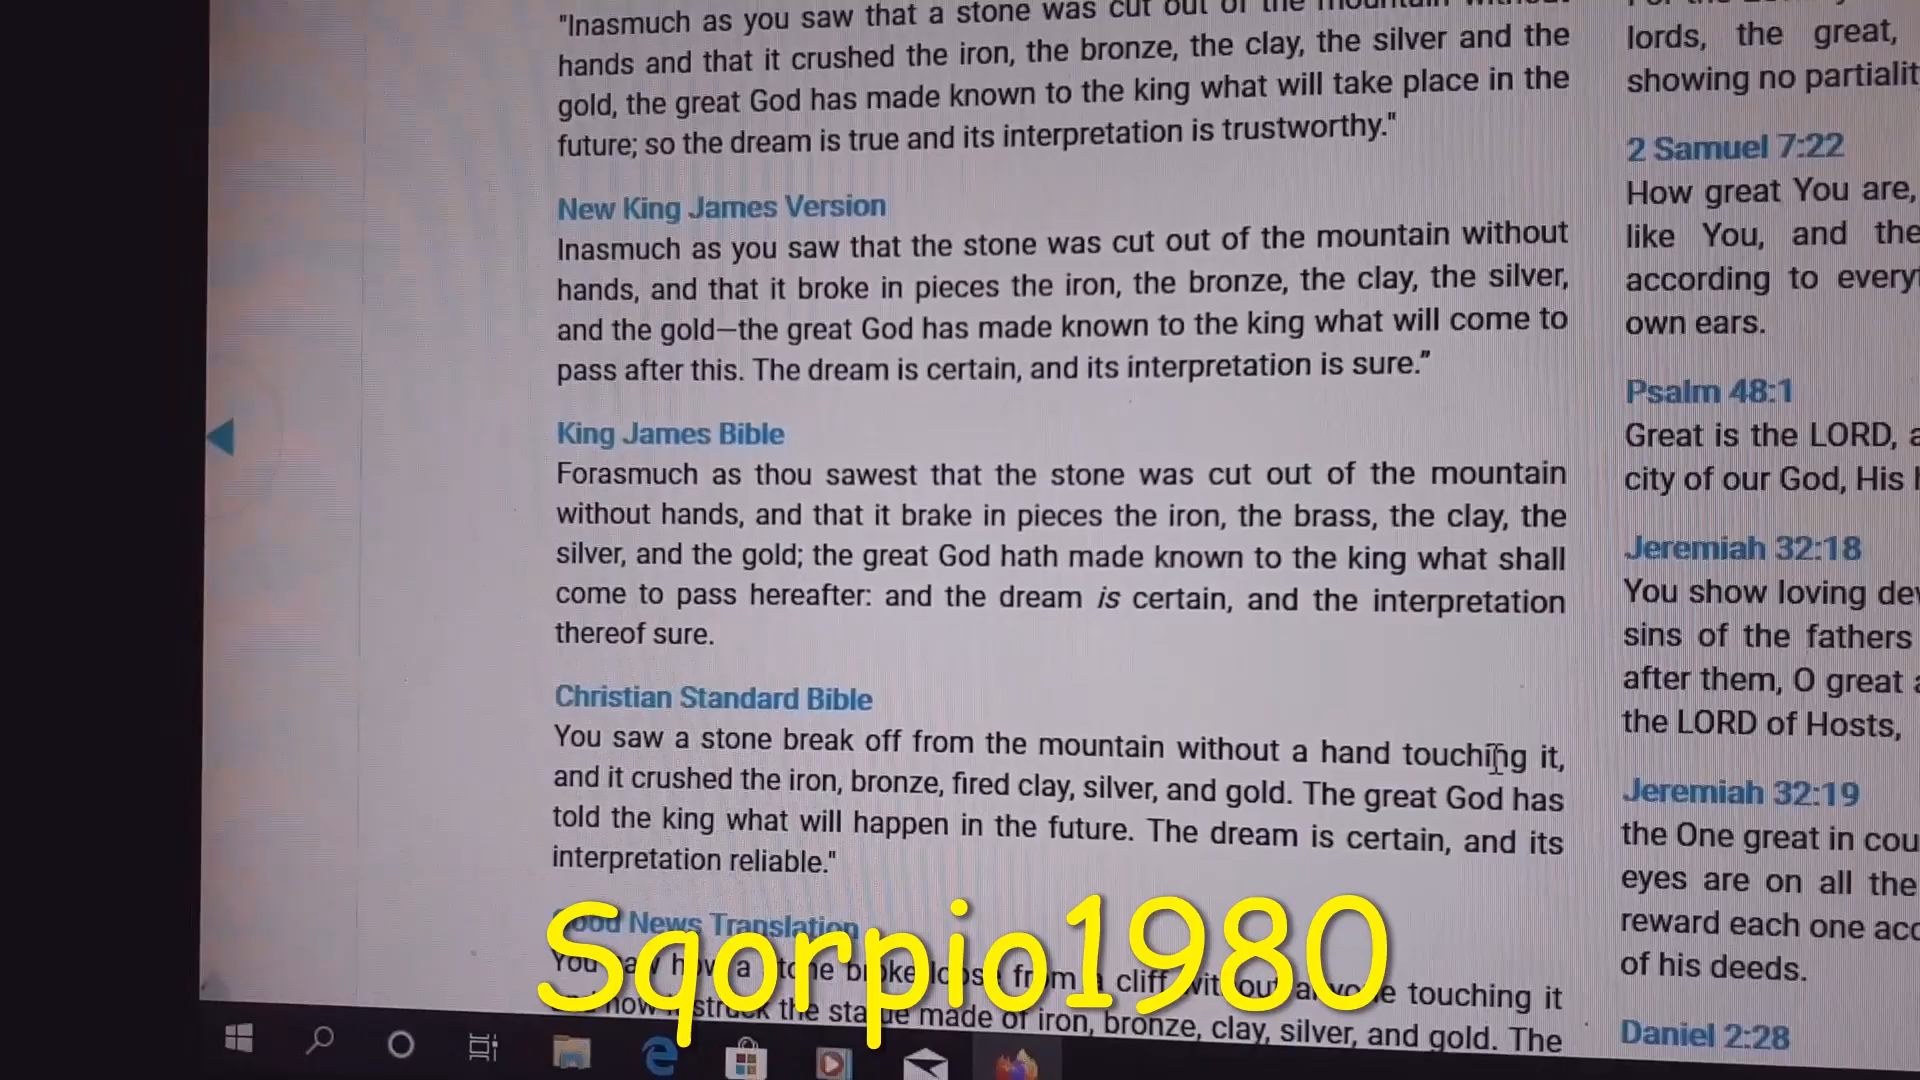 "Inasmuch as you saw that a stone was cut out of the mountain without
hands and that it crushed the iron, the bronze, the clay, the silver and the
gold, the great God has made known to the king what will take place in the
future; so the dream is true and its interpretation is trustworthy."
New King James Version
Inasmuch as you saw that the stone was cut out of the mountain without
hands, and that it broke in pieces the iron, the bronze, the clay, the silver,
and the gold—the great God has made known to the king what will come to
pass after this. The dream is certain, and its interpretation is sure.”
King James Bible
Forasmuch as thou sawest that the stone was cut out of the mountain
without hands, and that it brake in pieces the iron, the brass, the clay, the
silver, and the gold; the great God hath made known to the king what shall
come to pass hereafter: and the dream is certain, and the interpretation
thereof sure.
Christian Standard Bible
You saw a stone break off from the mountain without a hand touching it,
and it crushed the iron, bronze, fired clay, silver, and gold. The great God has
told the king what will happen in the future. The dream is certain, and its
interpretation reliable."
Good News Translation
You saw how a stone broke loose from a cliff without anyone touching it
and how it struck the statue made of iron, bronze, clay, silver, and gold. The
Sqorpio1980
lords, the great,
showing no
2 Samuel 7:22
How great You are,
like You, and
according to
own ears.
Psalm 48:1
Great is the LORD,
city of our God, His
Jeremiah 32:18
You show loving
sins of the fathers
after them, O great
the LORD of Hosts,
Jeremiah 32:19
the One great in
eyes are on all the
reward each one
of his deeds.
Daniel 2:28